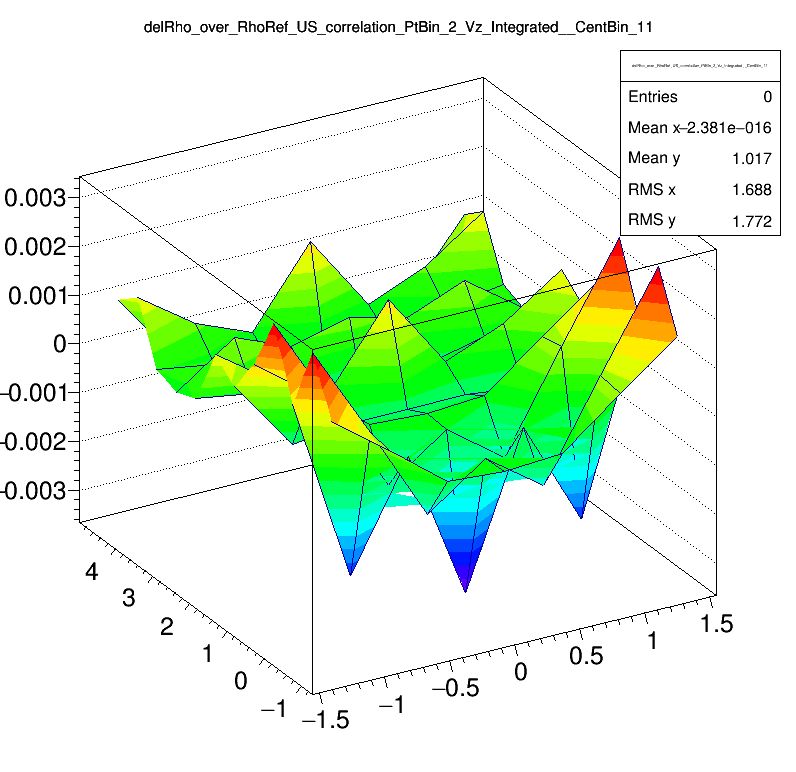 delRho_over_RhoRef_US_correlation_PtBin_2_Vz_Integrated__CentBin_11
delRho_over_RhoRef_US_correlation_PtBin_2_Vz_Integrated__CentBin_11
Entries 0
Mean x−2.381e−016
Mean y 1.017
RMS x 1.688
RMS y 1.772
0.003
0.002
0.001
0
−0.001
−0.002
−0.003
4
3
2
1
0
−1
−1.5
−1
−0.5
0
0.5
1
1.5